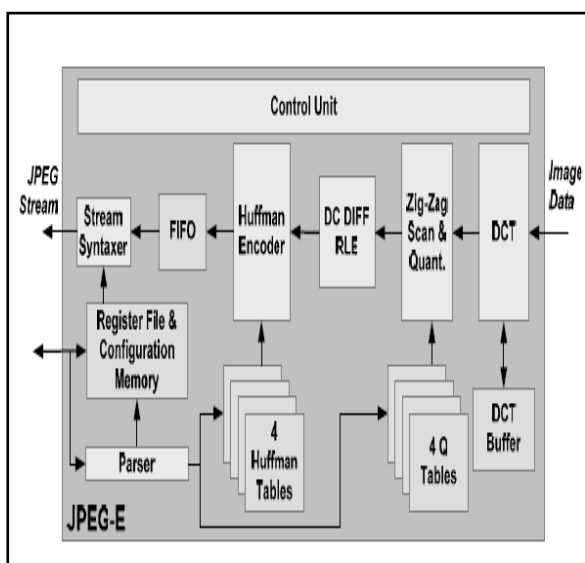 Control Unit
JPEG
Stream
Stream
Syntaxer
FIFO
Huffman
Encoder
DC DIFF
RLE
Zig-Zag
Scan &
Quant.
DCT
Image
Data
Register File &
Configuration
Memory
Parser
4
Huffman
Tables
4 Q
Tables
DCT
Buffer
JPEG-E